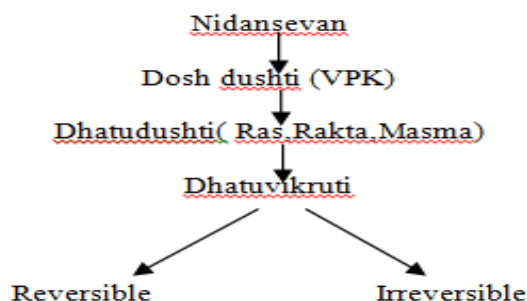 Nidansevan
Dosh dushti (VPK)
Dhatudushti( Ras,Rakta,Masma)
Dhatuvikruti
Reversible Irreversible